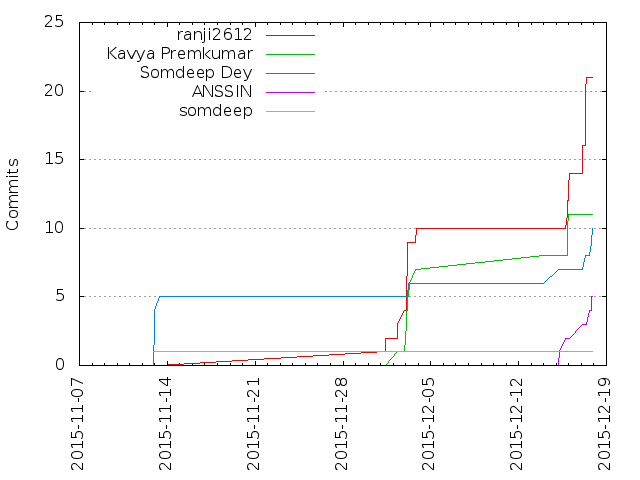 25
20
15
10
5
0
Commits
ranji2612
Kavya Premkumar
Somdeep Dey
ANSSIN
somdeep
2015-11-07
2015-11-14
2015-11-21
2015-11-28
2015-12-05
2015-12-12
2015-12-19